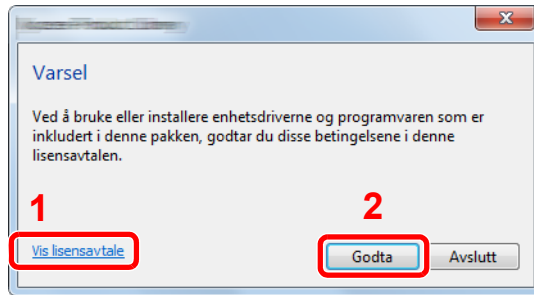 Varsel
Ved å bruke eller installere enhetsdriverne og programvaren som er
inkludert i denne pakken, godtar du disse betingelsene i denne
lisensavtalen.
1
2
Vis lisensavtale
Godta
Avslutt